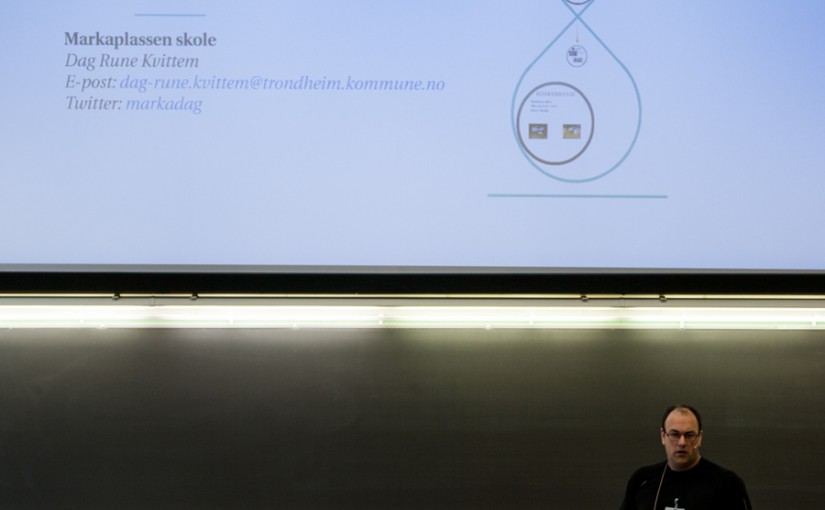 Markaplassen skole
Dag Rune Kvittem
E-post: dag-rune.kvittem@trondheim.kommune.no
Twitter: markadag